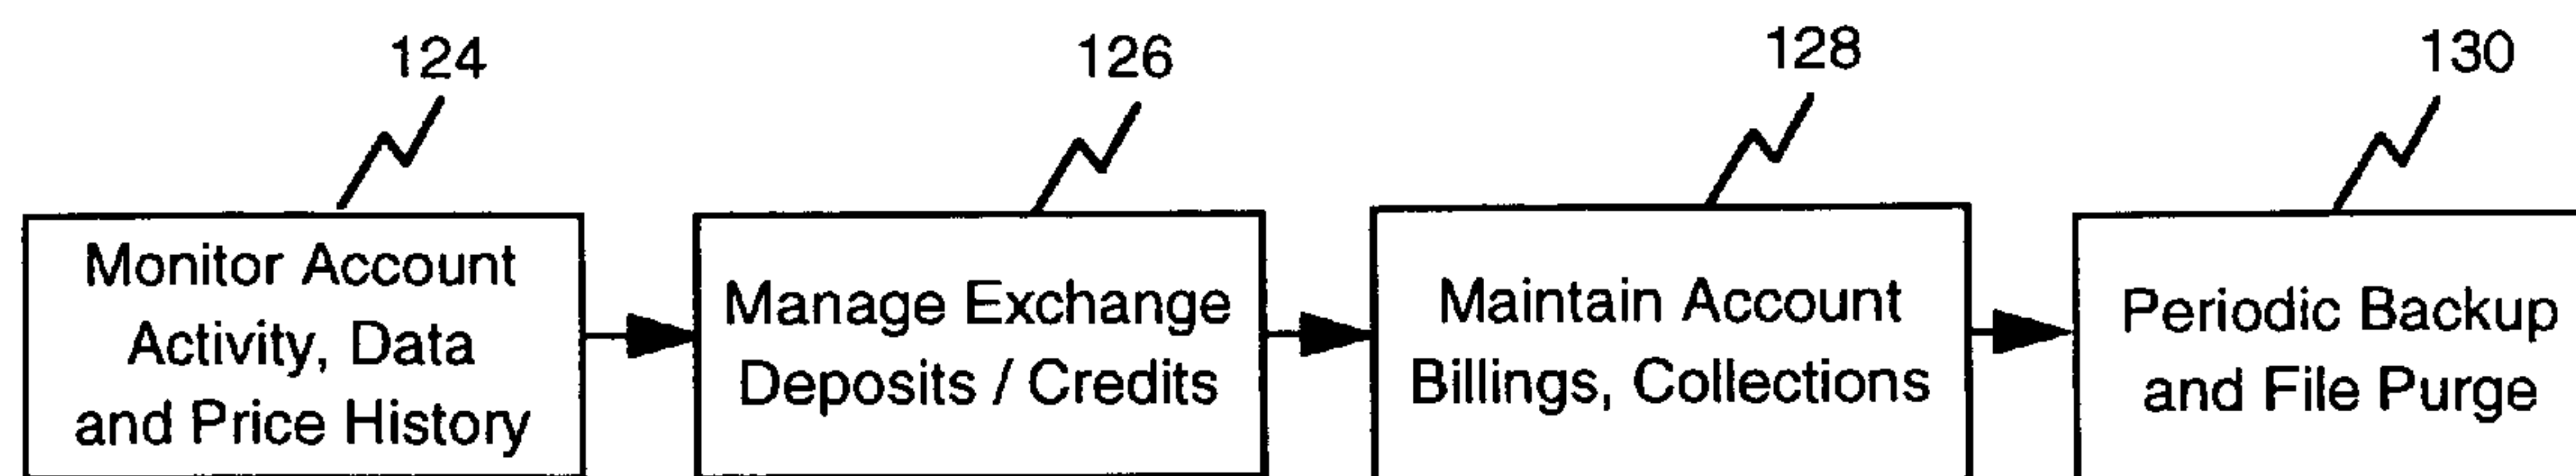 124
126
128
130
Monitor Account
Activity, Data
and Price History
Manage Exchange
Deposits / Credits
Maintain Account
Billings, Collections
Periodic Backup
and File Purge